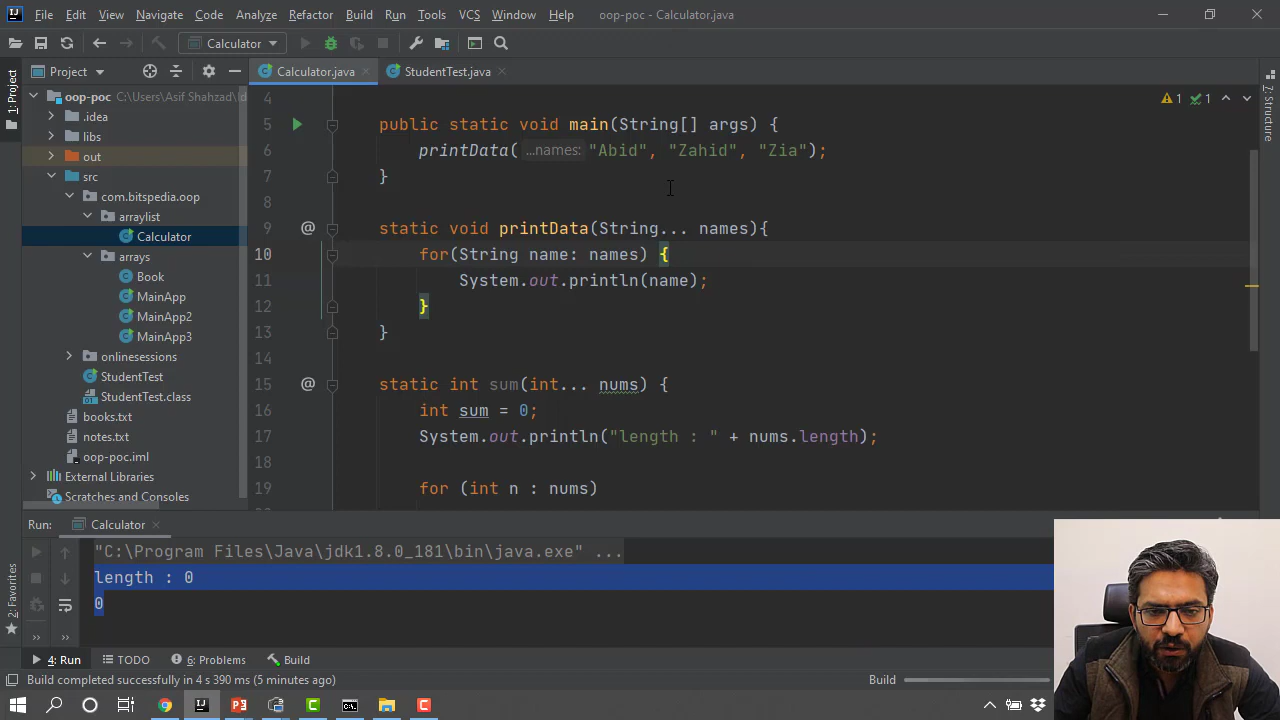 File Edit View Navigate Code Analyze Refactor Build Run Tools VCS Window Help oop-poc - Calculator.java
Calculator
1: Project
Project
Calculator.java
StudentTest.java
7: Structure
oop-poc C:\Users\Asif Shahzad\
.idea
libs
out
src
com.bitspedia.oop
arraylist
Calculator
arrays
Book
MainApp
MainApp2
MainApp3
onlinesessions
StudentTest
StudentTest.class
books.txt
notes.txt
oop-poc.iml
External Libraries
Scratches and Consoles
1 1
4
5 public static void main(String[] args) {
6 printData( ...names: "Abid", "Zahid", "Zia");
7 }
8
9 @ static void printData(String... names){
10 for(String name: names) {
11 System.out.println(name);
12 }
13 }
14
15 @ static int sum(int... nums) {
16 int sum = 0;
17 System.out.println("length : " + nums.length);
18
19 for (int n : nums)
Run: Calculator
"C:\Program Files\Java\jdk1.8.0_181\bin\java.exe" ...
length : 0
0
2: Favorites
4: Run TODO 6: Problems Build
Build completed successfully in 4 s 390 ms (5 minutes ago)
Build